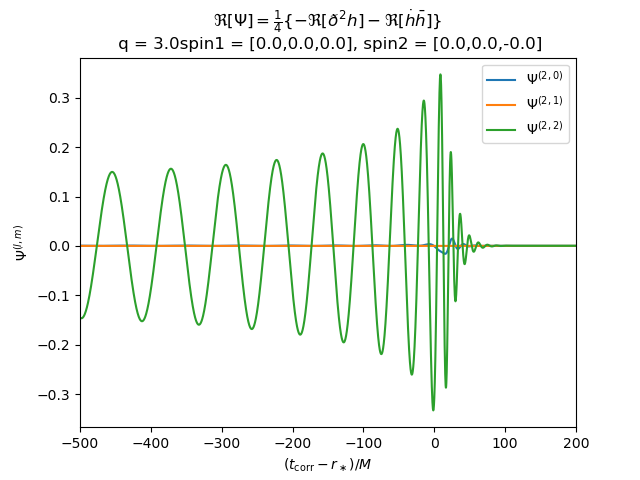 ℜ[Ψ] = 1/4{−ℜ[ð²h] − ℜ[ḣh̄]}
q = 3.0spin1 = [0.0,0.0,0.0], spin2 = [0.0,0.0,-0.0]
Ψ^(2,0)
Ψ^(2,1)
Ψ^(2,2)
Ψ^(l,m)
0.3
0.2
0.1
0.0
−0.1
−0.2
−0.3
−500 −400 −300 −200 −100 0 100 200
(t_corr − r_∗)/M